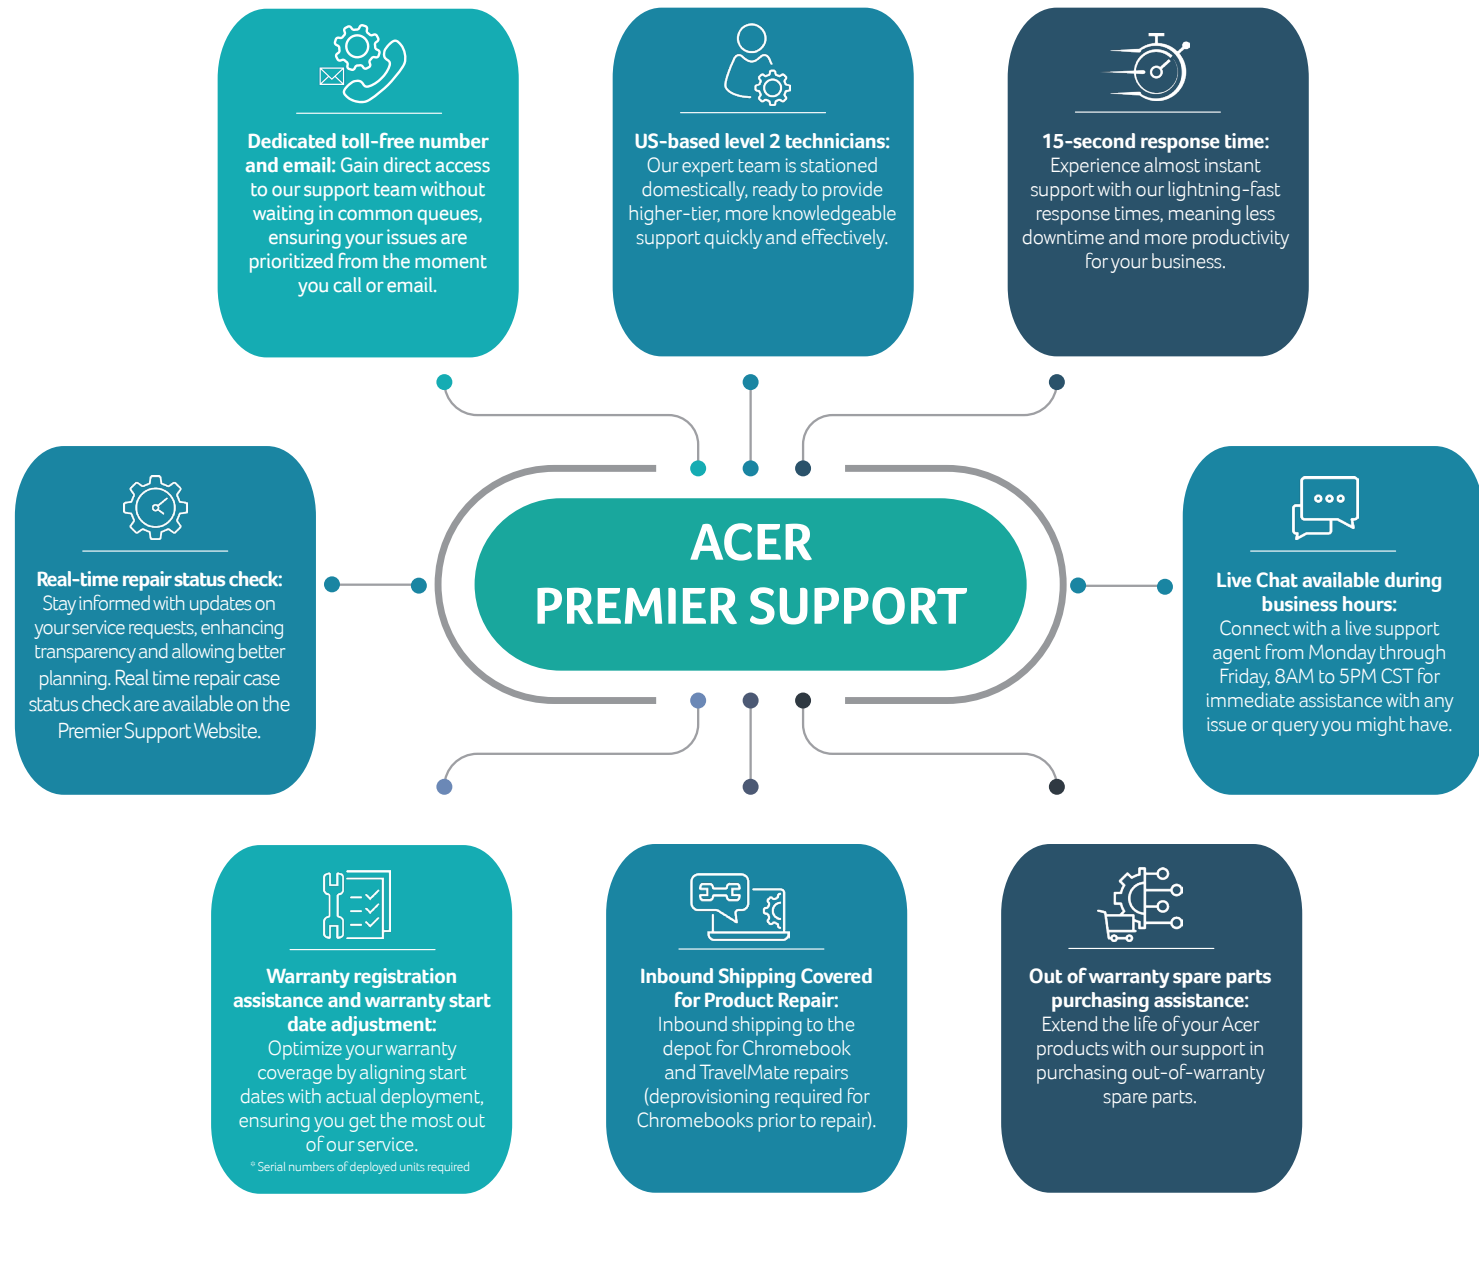 Dedicated toll-free number
and email: Gain direct access
to our support team without
waiting in common queues,
ensuring your issues are
prioritized from the moment
you call or email.
US-based level 2 technicians:
Our expert team is stationed
domestically, ready to provide
higher-tier, more knowledgeable
support quickly and effectively.
15-second response time:
Experience almost instant
support with our lightning-fast
response times, meaning less
downtime and more productivity
for your business.
Real-time repair status check:
Stay informed with updates on
your service requests, enhancing
transparency and allowing better
planning. Real time repair case
status check are available on the
Premier Support Website.
ACER
PREMIER SUPPORT
Live Chat available during
business hours:
Connect with a live support
agent from Monday through
Friday, 8AM to 5PM CST for
immediate assistance with any
issue or query you might have.
Warranty registration
assistance and warranty start
date adjustment:
Optimize your warranty
coverage by aligning start
dates with actual deployment,
ensuring you get the most out
of our service.
* Serial numbers of deployed units required
Inbound Shipping Covered
for Product Repair:
Inbound shipping to the
depot for Chromebook
and TravelMate repairs
(deprovisioning required for
Chromebooks prior to repair).
Out of warranty spare parts
purchasing assistance:
Extend the life of your Acer
products with our support in
purchasing out-of-warranty
spare parts.